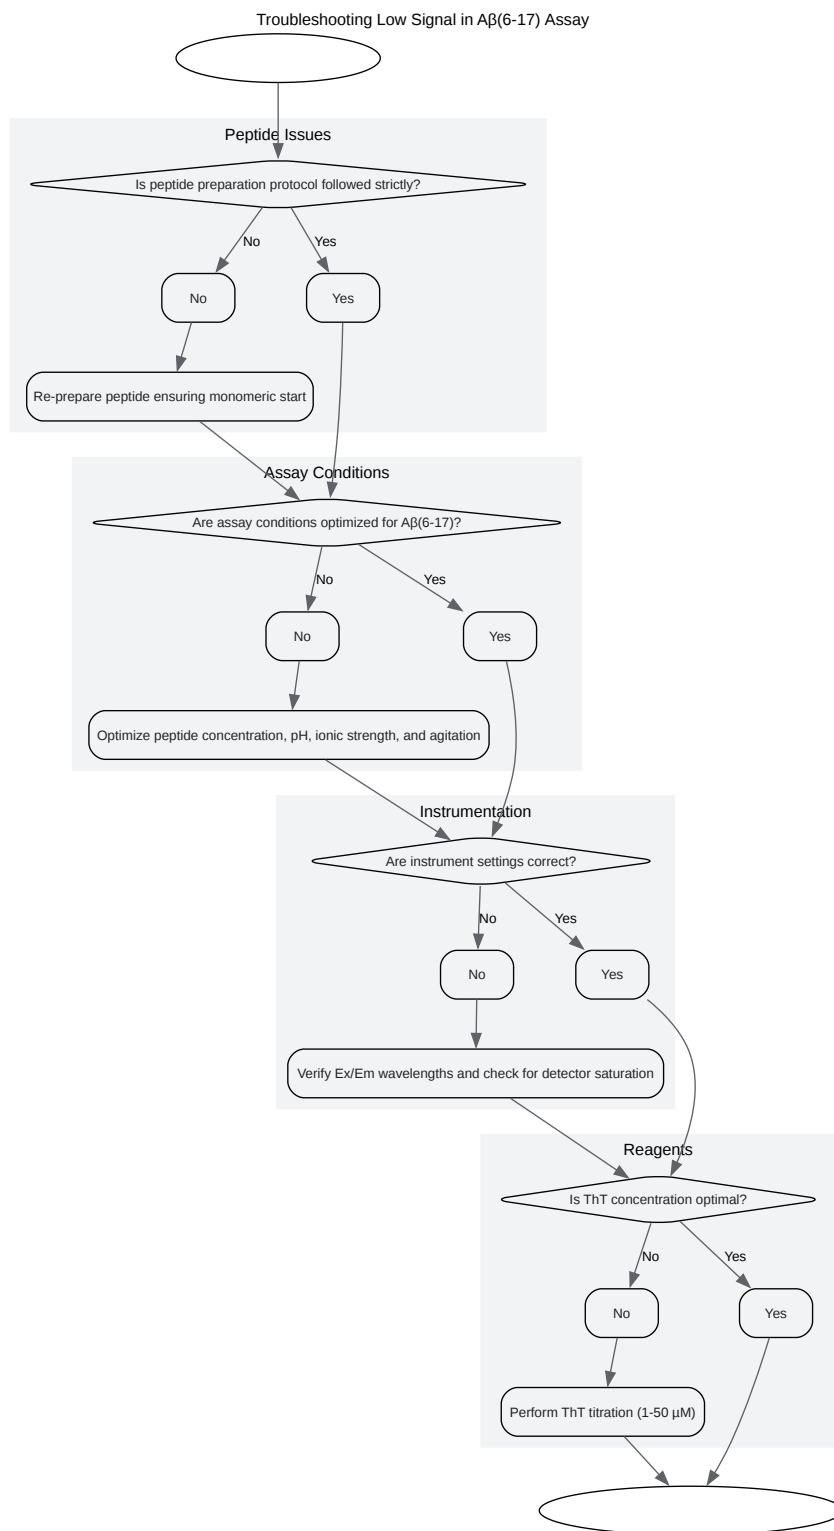 Troubleshooting Low Signal in Aβ(6-17) Assay
Peptide Issues
Is peptide preparation protocol followed strictly?
No
Yes
No
Yes
Re-prepare peptide ensuring monomeric start
Assay Conditions
Are assay conditions optimized for Aβ(6-17)?
No
Yes
No
Yes
Optimize peptide concentration, pH, ionic strength, and agitation
Instrumentation
Are instrument settings correct?
No
Yes
No
Yes
Verify Ex/Em wavelengths and check for detector saturation
Reagents
Is ThT concentration optimal?
No
Yes
No
Yes
Perform ThT titration (1-50 µM)